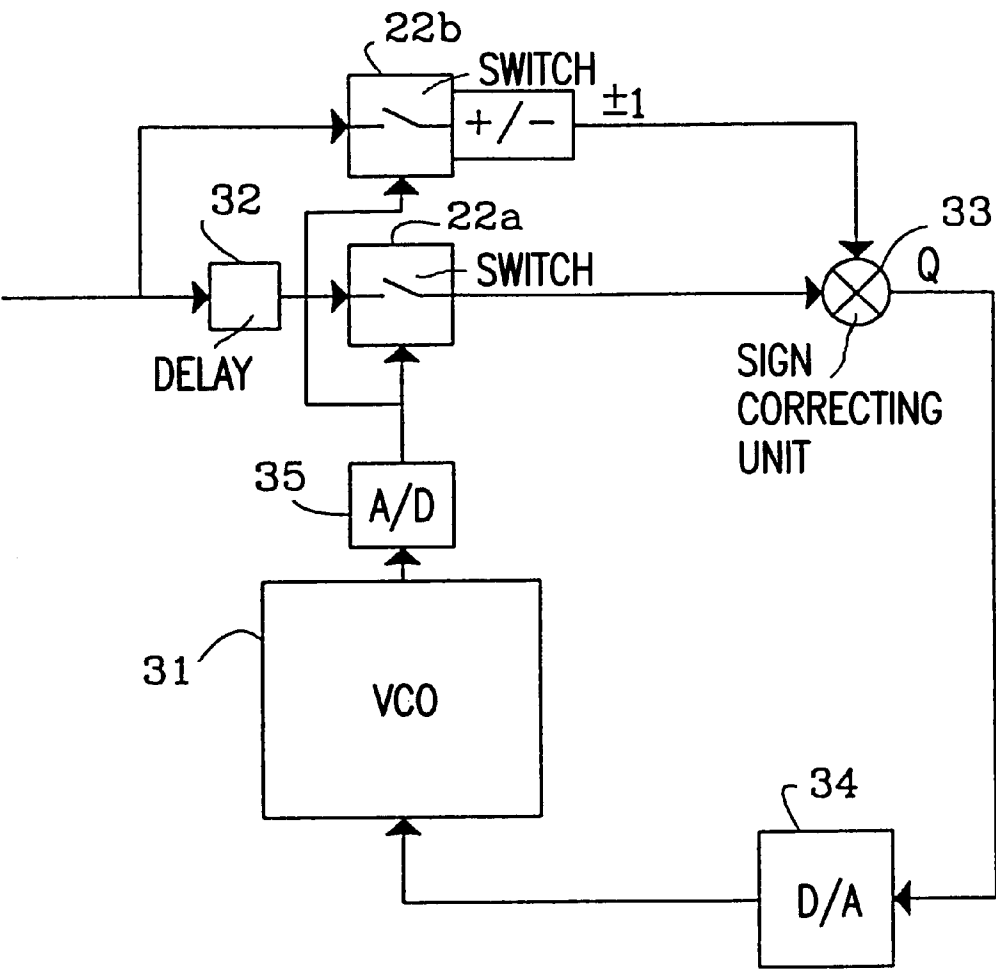 22b
SWITCH
+/-
±1
32
22a
SWITCH
33
Q
DELAY
SIGN
CORRECTING
UNIT
35
A/D
31
VCO
34
D/A